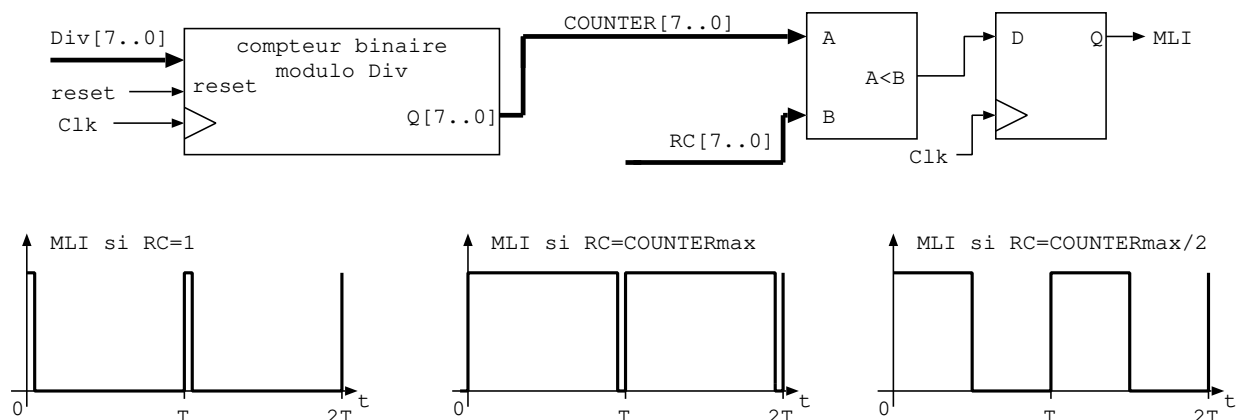 Div[7..0]
reset
Clk
compteur binaire
modulo Div
reset
Q[7..0]
COUNTER[7..0]
RC[7..0]
A
B
A<B
D
Q
Clk
MLI
MLI si RC=1
0
T
2T
t
MLI si RC=COUNTERmax
0
T
2T
t
MLI si RC=COUNTERmax/2
0
T
2T
t